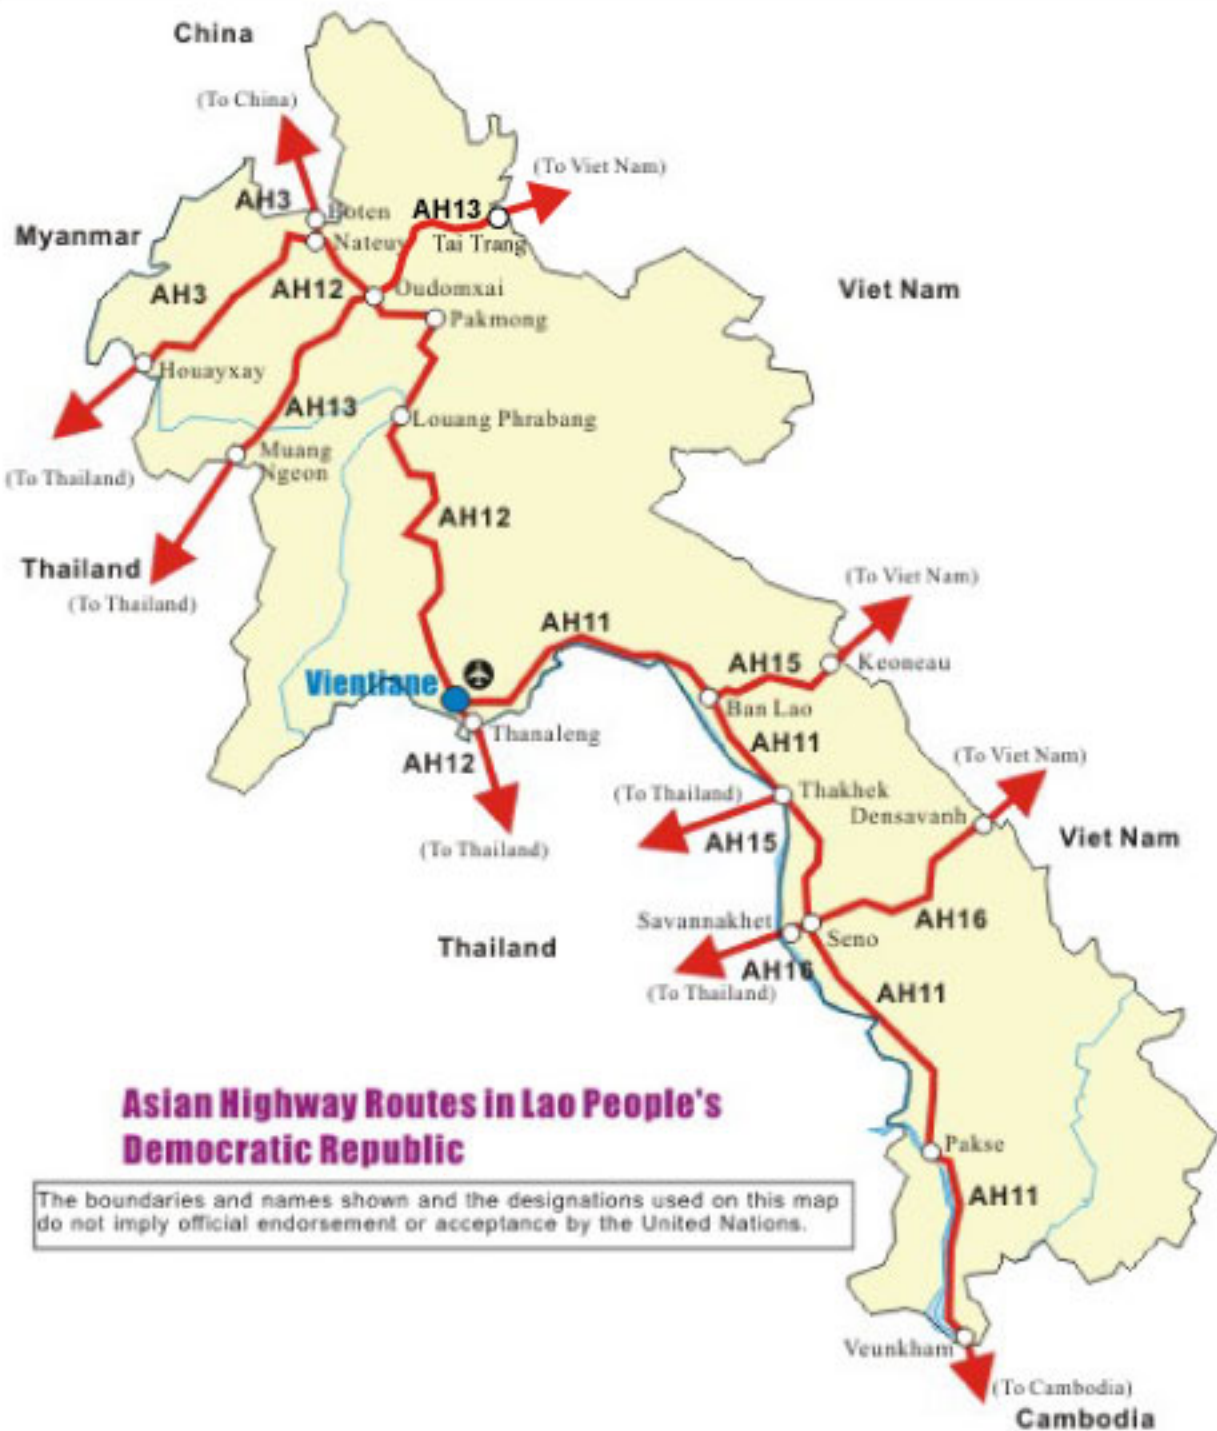 China
(To China)
(To Viet Nam)
AH3
Boten
AH13
Myanmar
Nateuy
Tai Trang
AH3
AH12
Oudomxai
Viet Nam
Pakmong
Houayxay
AH13
Louang Phrabang
(To Thailand)
Muang
Ngeon
AH12
Thailand
(To Thailand)
(To Viet Nam)
AH11
AH15
Keoneau
Vientiane
Ban Lao
Thanaleng
AH11
AH12
(To Viet Nam)
(To Thailand)
Thakhek
Densavanh
(To Thailand)
AH15
Viet Nam
Savannakhet
AH16
Seno
Thailand
AH16
(To Thailand)
AH11
Asian Highway Routes in Lao People's
Democratic Republic
Pakse
The boundaries and names shown and the designations used on this map
do not imply official endorsement or acceptance by the United Nations.
AH11
Veunkham
(To Cambodia)
Cambodia